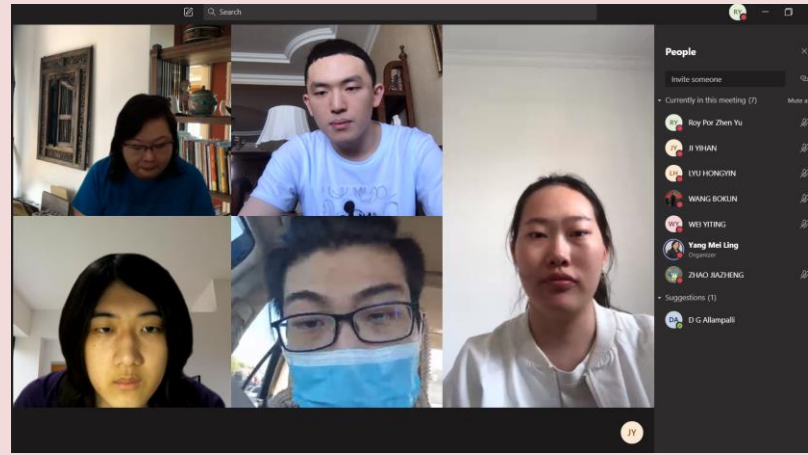 RY
Search
People
Invite someone
Currently in this meeting (7)
Mute a
RY
Roy Por Zhen Yu
JY
JI YIHAN
LH
LYU HONGYIN
WANG BOKUN
WY
WEI YITING
Yang Mei Ling
Organizer
ZHAO JIAZHENG
Suggestions (1)
DA
D G Allampalli
JY